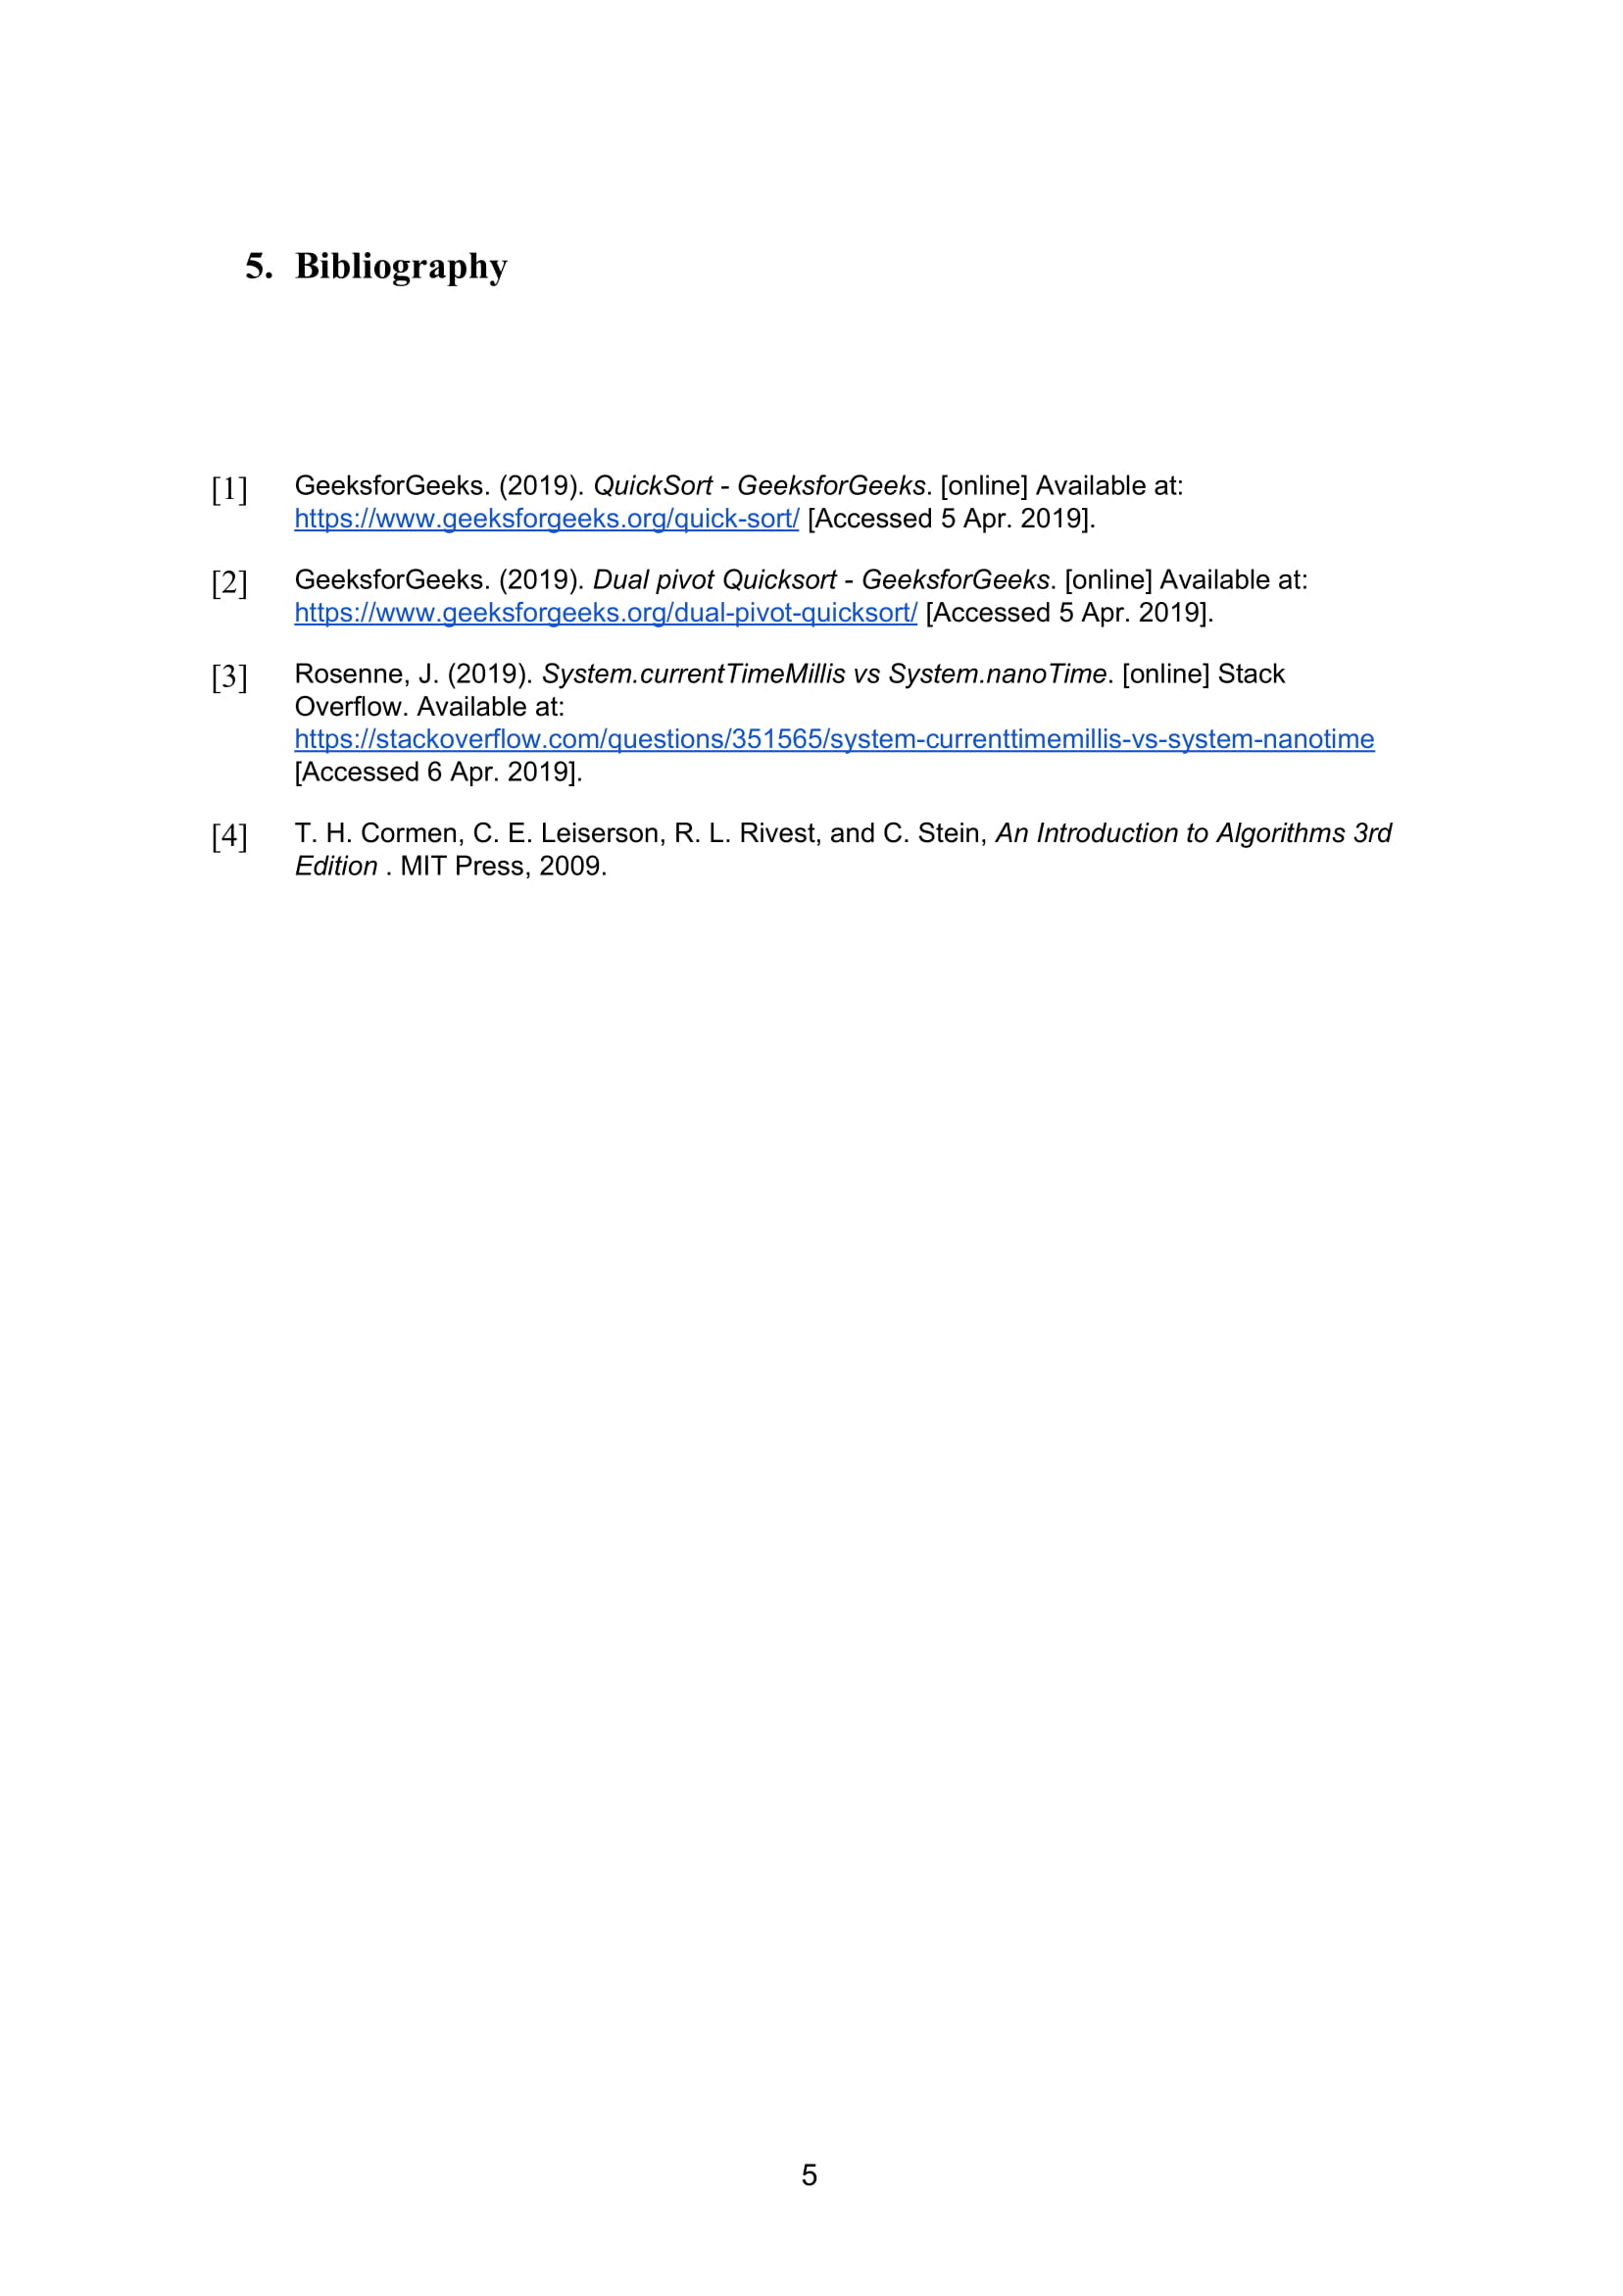 5. Bibliography
[1] GeeksforGeeks. (2019). QuickSort - GeeksforGeeks. [online] Available at:
https://www.geeksforgeeks.org/quick-sort/ [Accessed 5 Apr. 2019].
[2] GeeksforGeeks. (2019). Dual pivot Quicksort - GeeksforGeeks. [online] Available at:
https://www.geeksforgeeks.org/dual-pivot-quicksort/ [Accessed 5 Apr. 2019].
[3] Rosenne, J. (2019). System.currentTimeMillis vs System.nanoTime. [online] Stack
Overflow. Available at:
https://stackoverflow.com/questions/351565/system-currenttimemillis-vs-system-nanotime
[Accessed 6 Apr. 2019].
[4] T. H. Cormen, C. E. Leiserson, R. L. Rivest, and C. Stein, An Introduction to Algorithms 3rd
Edition . MIT Press, 2009.
5